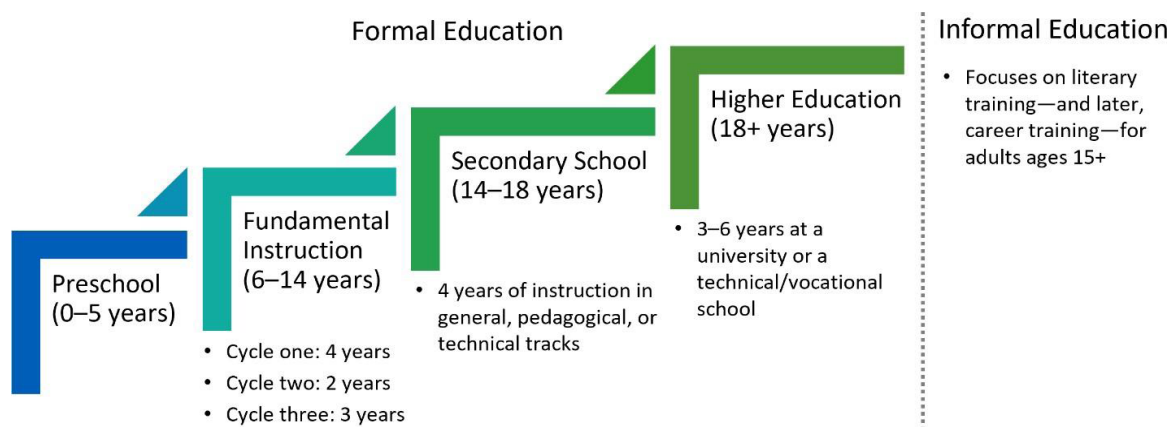 Formal Education
Preschool
(0–5 years)
Fundamental
Instruction
(6–14 years)
• Cycle one: 4 years
• Cycle two: 2 years
• Cycle three: 3 years
Secondary School
(14–18 years)
• 4 years of instruction in
general, pedagogical, or
technical tracks
Higher Education
(18+ years)
• 3–6 years at a
university or a
technical/vocational
school
Informal Education
• Focuses on literary
training—and later,
career training—for
adults ages 15+